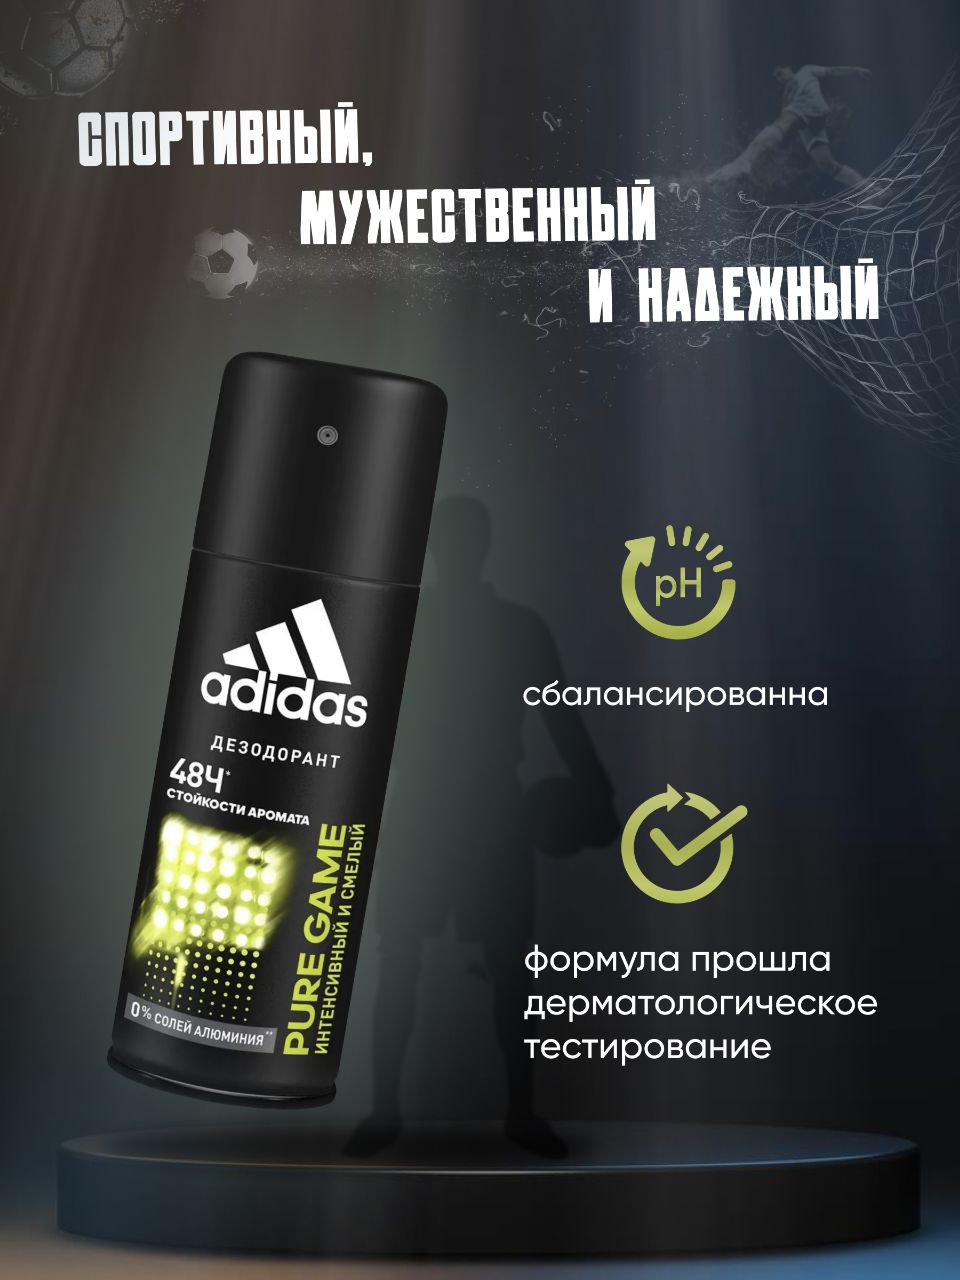 СПОРТИВНЫЙ,
МУЖЕСТВЕННЫЙ
И НАДЕЖНЫЙ
adidas
ДЕЗОДОРАНТ
48Ч*
СТОЙКОСТИ АРОМАТА
PURE GAME
ИНТЕНСИВНЫЙ И СМЕЛЫЙ
0% СОЛЕЙ АЛЮМИНИЯ**
pH
сбалансированна
формула прошла
дерматологическое
тестирование